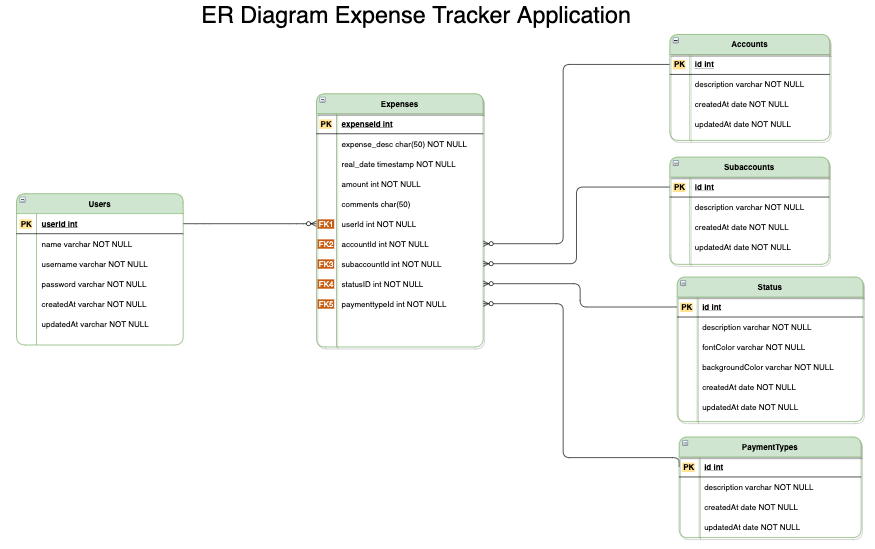 ER Diagram Expense Tracker Application
Users
PK userId int
name varchar NOT NULL
username varchar NOT NULL
password varchar NOT NULL
createdAt varchar NOT NULL
updatedAt varchar NOT NULL
Expenses
PK expenseId int
expense_desc char(50) NOT NULL
real_date timestamp NOT NULL
amount int NOT NULL
comments char(50)
FK1 userId int NOT NULL
FK2 accountId int NOT NULL
FK3 subaccountId int NOT NULL
FK4 statusID int NOT NULL
FK5 paymenttypeId int NOT NULL
Accounts
PK id int
description varchar NOT NULL
createdAt date NOT NULL
updatedAt date NOT NULL
Subaccounts
PK id int
description varchar NOT NULL
createdAt date NOT NULL
updatedAt date NOT NULL
Status
PK id int
description varchar NOT NULL
fontColor varchar NOT NULL
backgroundColor varchar NOT NULL
createdAt date NOT NULL
updatedAt date NOT NULL
PaymentTypes
PK id int
description varchar NOT NULL
createdAt date NOT NULL
updatedAt date NOT NULL